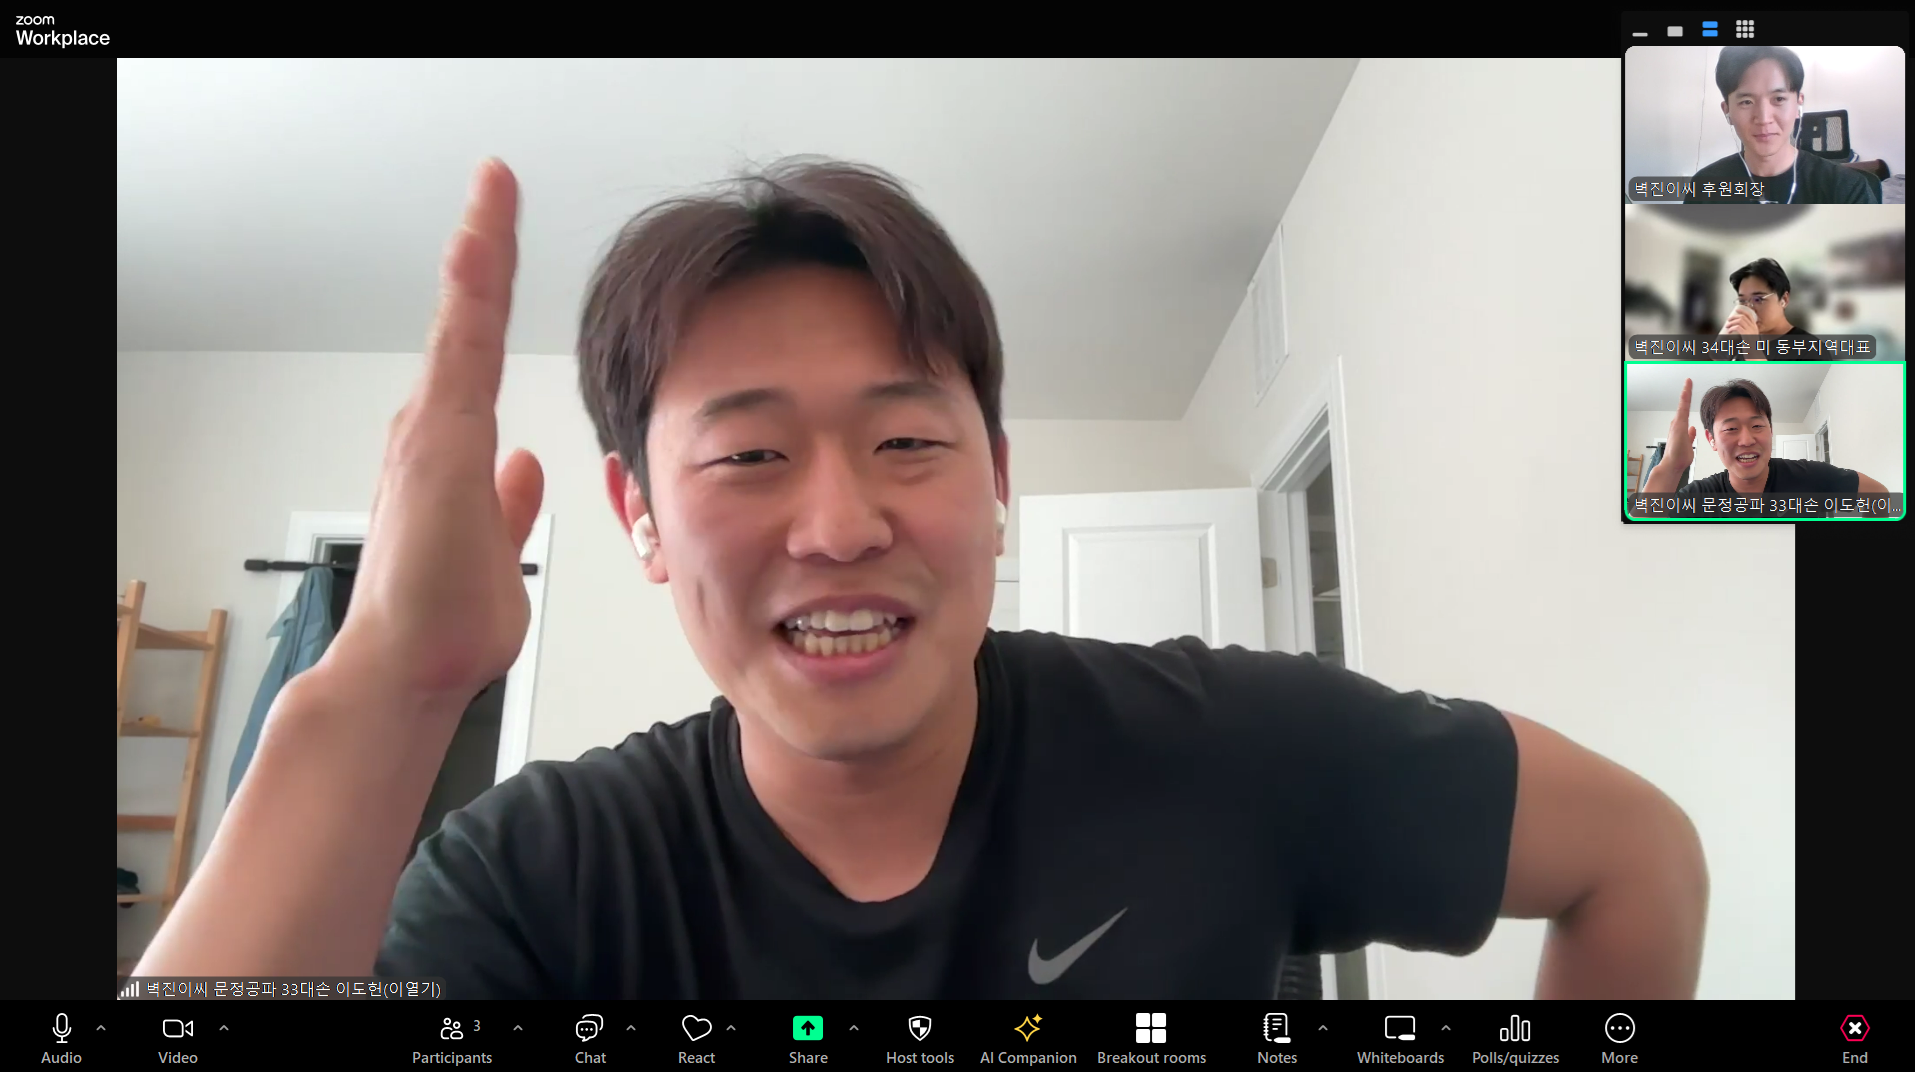 zoom
Workplace
벽진이씨 후원회장
벽진이씨 34대손 미 동부지역대표
벽진이씨 문정공파 33대손 이도헌(이...
벽진이씨 문정공파 33대손 이도헌(이열기)
Audio
Video
Participants
3
Chat
React
Share
Host tools
AI Companion
Breakout rooms
Notes
Whiteboards
Polls/quizzes
More
End